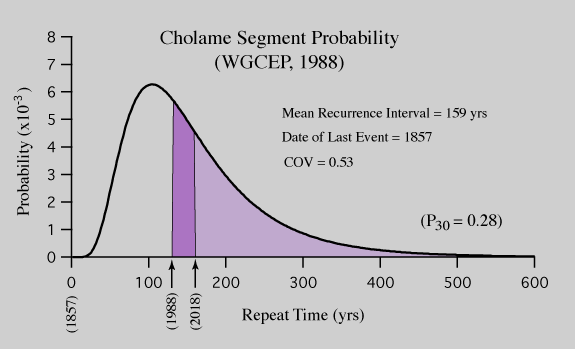 Cholame Segment Probability
(WGCEP, 1988)
Probability (x10⁻³)
8
7
6
5
4
3
2
1
0
Mean Recurrence Interval = 159 yrs
Date of Last Event = 1857
COV = 0.53
(P₃₀ = 0.28)
0 100 200 300 400 500 600
(1857) (1988) (2018)
Repeat Time (yrs)